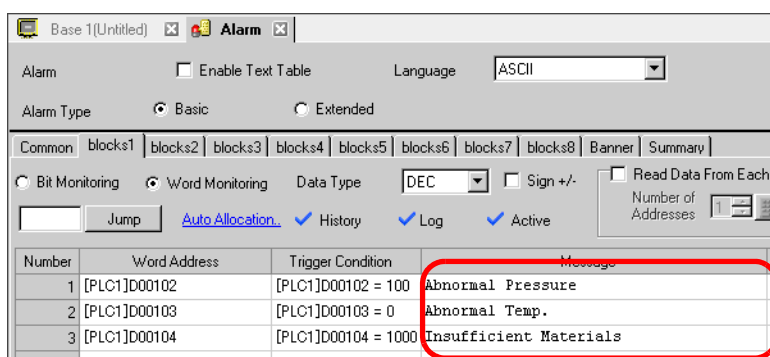 Base 1(Untitled) Alarm
Alarm Enable Text Table Language ASCII
Alarm Type Basic Extended
Common blocks1 blocks2 blocks3 blocks4 blocks5 blocks6 blocks7 blocks8 Banner Summary
Bit Monitoring Word Monitoring Data Type DEC Sign +/- Read Data From Each
Number of
Addresses 1
Jump Auto Allocation.. History Log Active
Number Word Address Trigger Condition Message
1 [PLC1]D00102 [PLC1]D00102 = 100 Abnormal Pressure
2 [PLC1]D00103 [PLC1]D00103 = 0 Abnormal Temp.
3 [PLC1]D00104 [PLC1]D00104 = 1000 Insufficient Materials